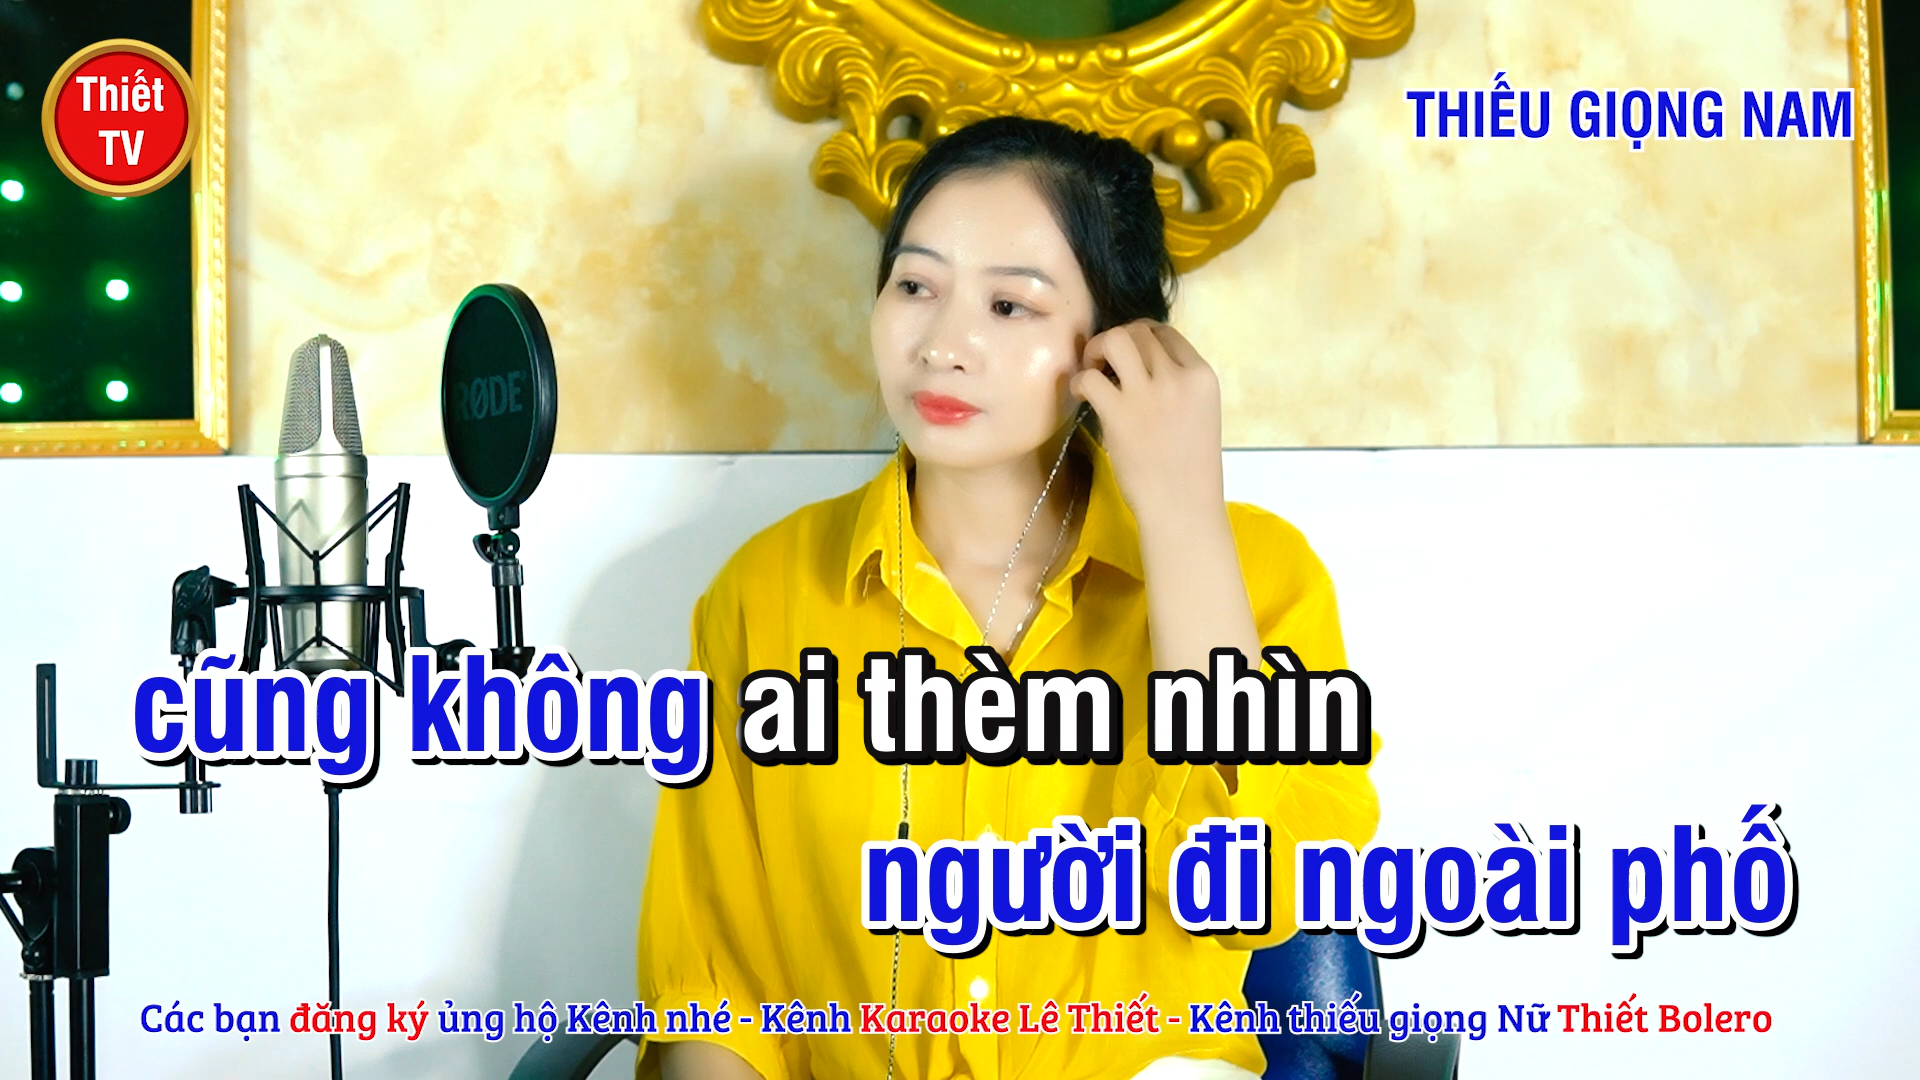 Thiết
TV
THIẾU GIỌNG NAM
RØDE
cũng không ai thèm nhìn
người đi ngoài phố
Các bạn đăng ký ủng hộ Kênh nhé - Kênh Karaoke Lê Thiết - Kênh thiếu giọng Nữ Thiết Bolero